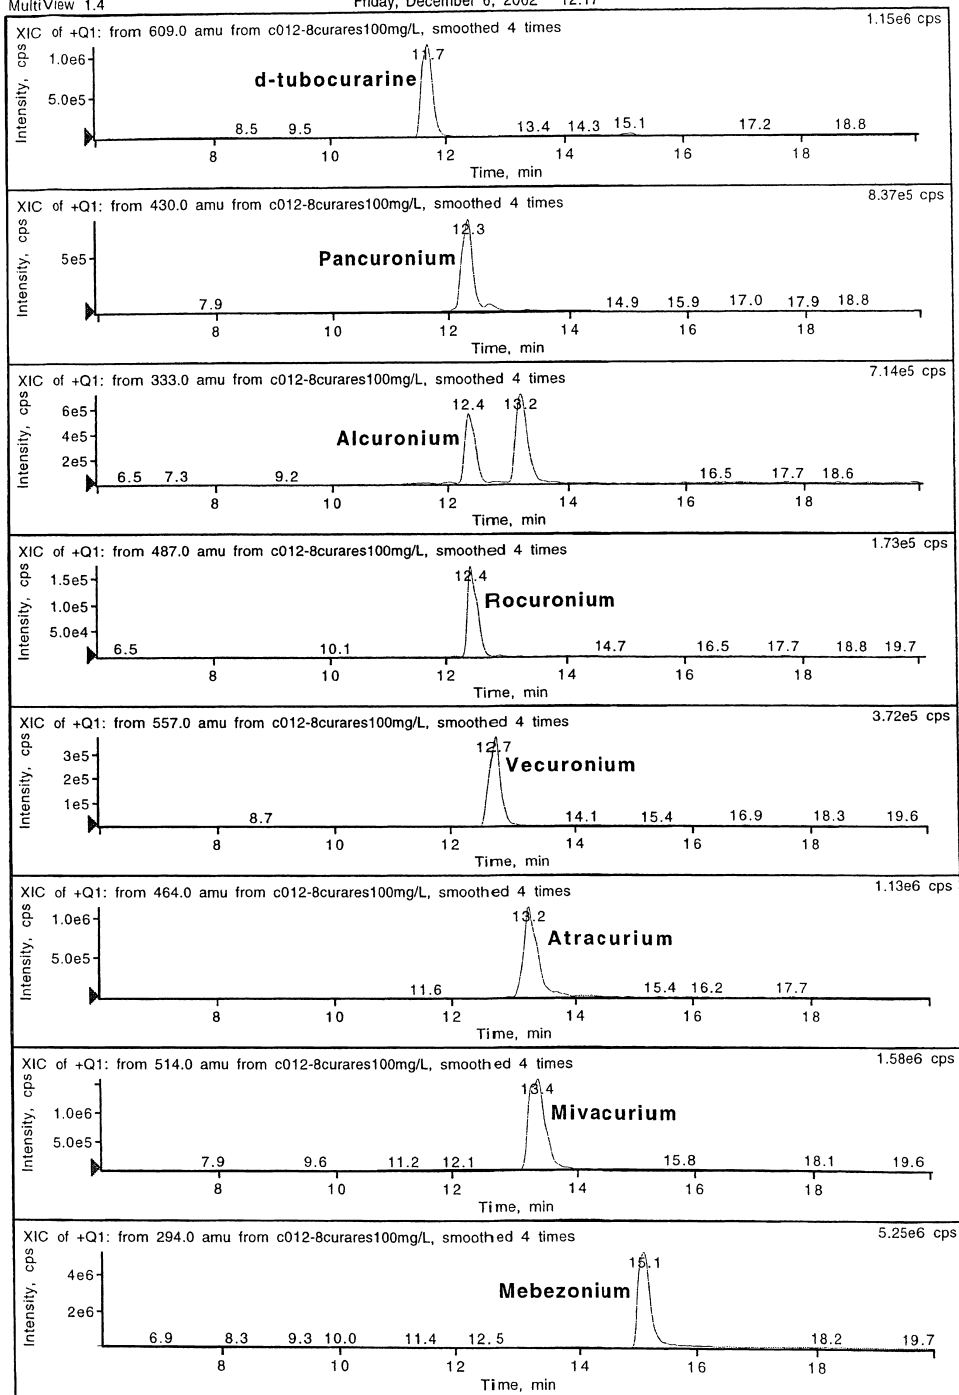 MultiView 1.4 Friday, December 6, 2002 12:17
XIC of +Q1: from 609.0 amu from c012-8curares100mg/L, smoothed 4 times 1.15e6 cps
Intensity, cps
1.0e6
5.0e5
11.7
d-tubocurarine
8.5 9.5 13.4 14.3 15.1 17.2 18.8
8 10 12 14 16 18
Time, min
XIC of +Q1: from 430.0 amu from c012-8curares100mg/L, smoothed 4 times 8.37e5 cps
Intensity, cps
5e5
12.3
Pancuronium
7.9 14.9 15.9 17.0 17.9 18.8
8 10 12 14 16 18
Time, min
XIC of +Q1: from 333.0 amu from c012-8curares100mg/L, smoothed 4 times 7.14e5 cps
Intensity, cps
6e5
4e5
2e5
12.4 13.2
Alcuronium
6.5 7.3 9.2 16.5 17.7 18.6
8 10 12 14 16 18
Time, min
XIC of +Q1: from 487.0 amu from c012-8curares100mg/L, smoothed 4 times 1.73e5 cps
Intensity, cps
1.5e5
1.0e5
5.0e4
12.4
Rocuronium
6.5 10.1 14.7 16.5 17.7 18.8 19.7
8 10 12 14 16 18
Time, min
XIC of +Q1: from 557.0 amu from c012-8curares100mg/L, smoothed 4 times 3.72e5 cps
Intensity, cps
3e5
2e5
1e5
12.7
Vecuronium
8.7 14.1 15.4 16.9 18.3 19.6
8 10 12 14 16 18
Time, min
XIC of +Q1: from 464.0 amu from c012-8curares100mg/L, smoothed 4 times 1.13e6 cps
Intensity, cps
1.0e6
5.0e5
13.2
Atracurium
11.6 15.4 16.2 17.7
8 10 12 14 16 18
Time, min
XIC of +Q1: from 514.0 amu from c012-8curares100mg/L, smoothed 4 times 1.58e6 cps
Intensity, cps
1.0e6
5.0e5
13.4
Mivacurium
7.9 9.6 11.2 12.1 15.8 18.1 19.6
8 10 12 14 16 18
Time, min
XIC of +Q1: from 294.0 amu from c012-8curares100mg/L, smoothed 4 times 5.25e6 cps
Intensity, cps
4e6
2e6
15.1
Mebezonium
6.9 8.3 9.3 10.0 11.4 12.5 18.2 19.7
8 10 12 14 16 18
Time, min